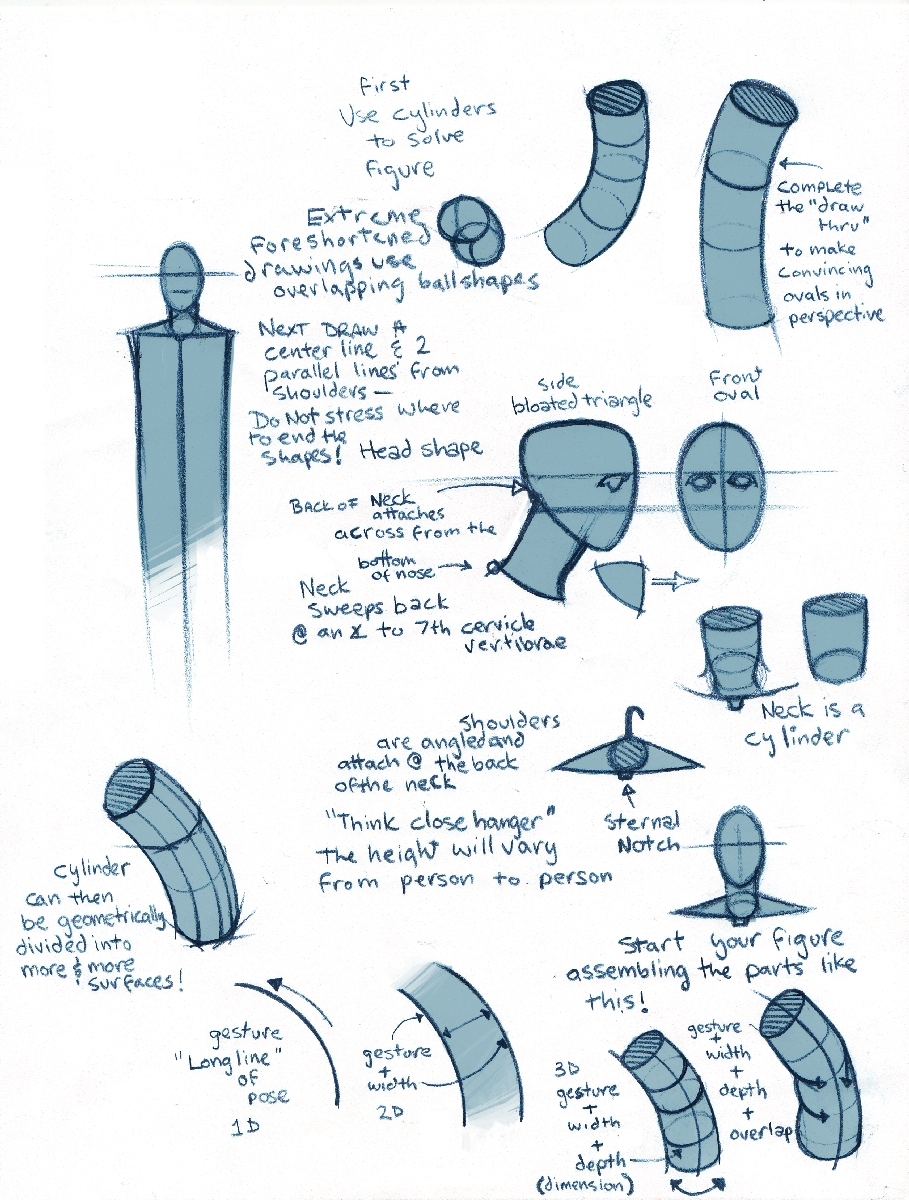 first
Use cylinders
to solve
figure
Extreme
foreshortened
drawings use
overlapping ballshapes
COMPLETE
the "draw
thru"
to make
convincing
ovals in
perspective
NEXT DRAW A
center line & 2
parallel lines from
shoulders —
Do Not stress where
to end the
shapes!
Head shape
side
bloated triangle
Front
oval
BACK OF Neck
attaches
across from the
bottom
of nose
Neck
sweeps back
@ an ∡ to 7th cervicle
vertibrae
Neck is a
cylinder
shoulders
are angled and
attach @ the back
of the neck
"Think close hanger"
The height will vary
from person to person
Sternal
Notch
Cylinder
can then
be geometrically
divided into
more & more
surfaces!
Start your figure
assembling the parts like
this!
gesture
"Long line"
of
pose
1D
gesture
+
width
2D
3D
gesture
+
width
+
depth
(dimension)
gesture
+
width
+
depth
+
overlap